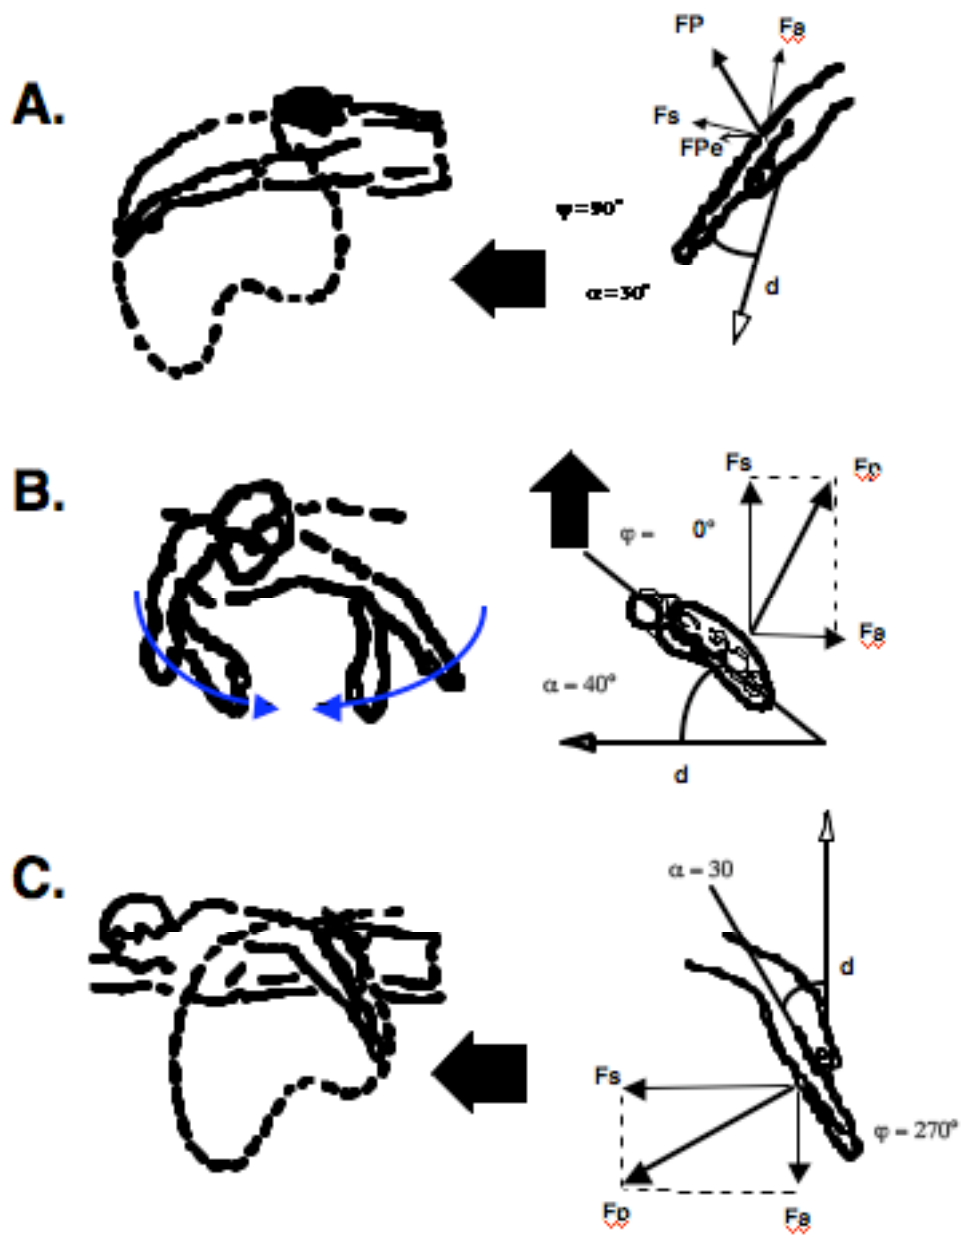 A.
FP
Fa
Fs
FPe
φ=90°
α=30°
d
B.
Fs
Fp
φ = 0°
Fa
α = 40°
d
C.
α = 30
d
Fs
φ = 270°
Fp
Fa